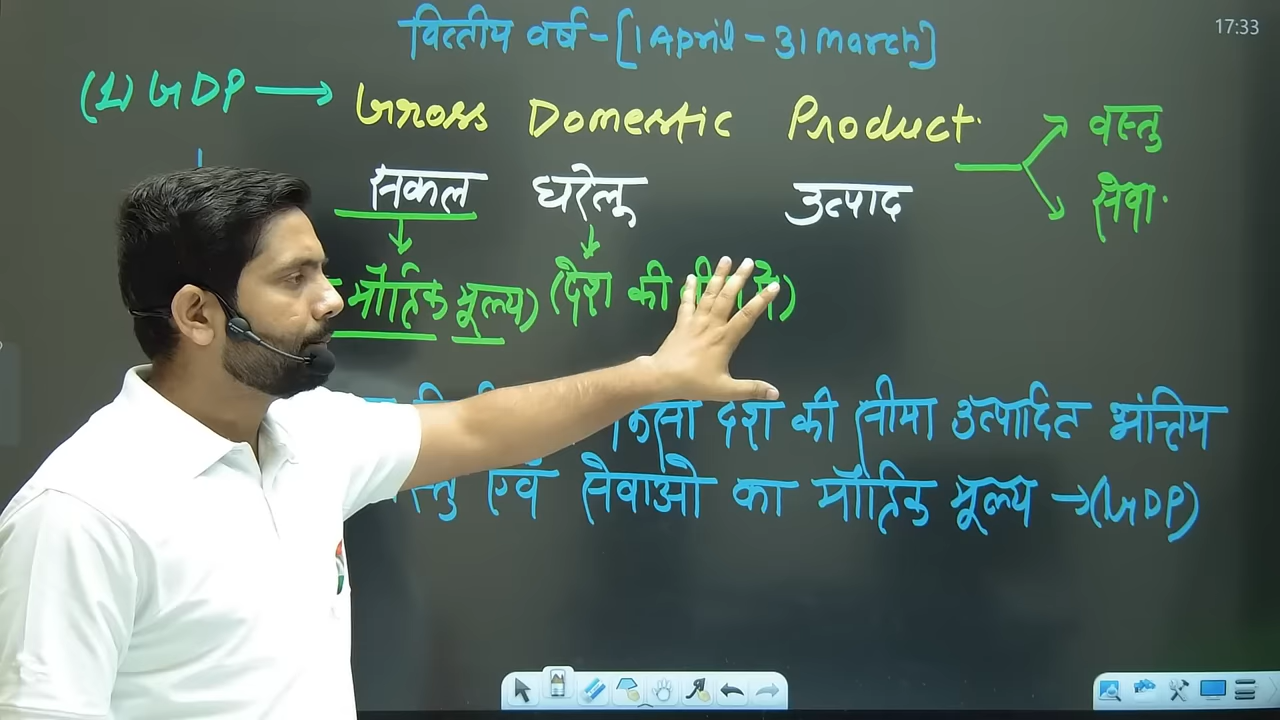 वित्तीय वर्ष - [1 April - 31 March]
17:33
(1) GDP → Gross Domestic Product.
वस्तु
सकल घरेलू उत्पाद
सेवा.
मौद्रिक मूल्य) (देश की में)
किसी देश की सीमा उत्पादित अंन्तिम
एवं सेवाओ का मौद्रिक मूल्य → (GDP)